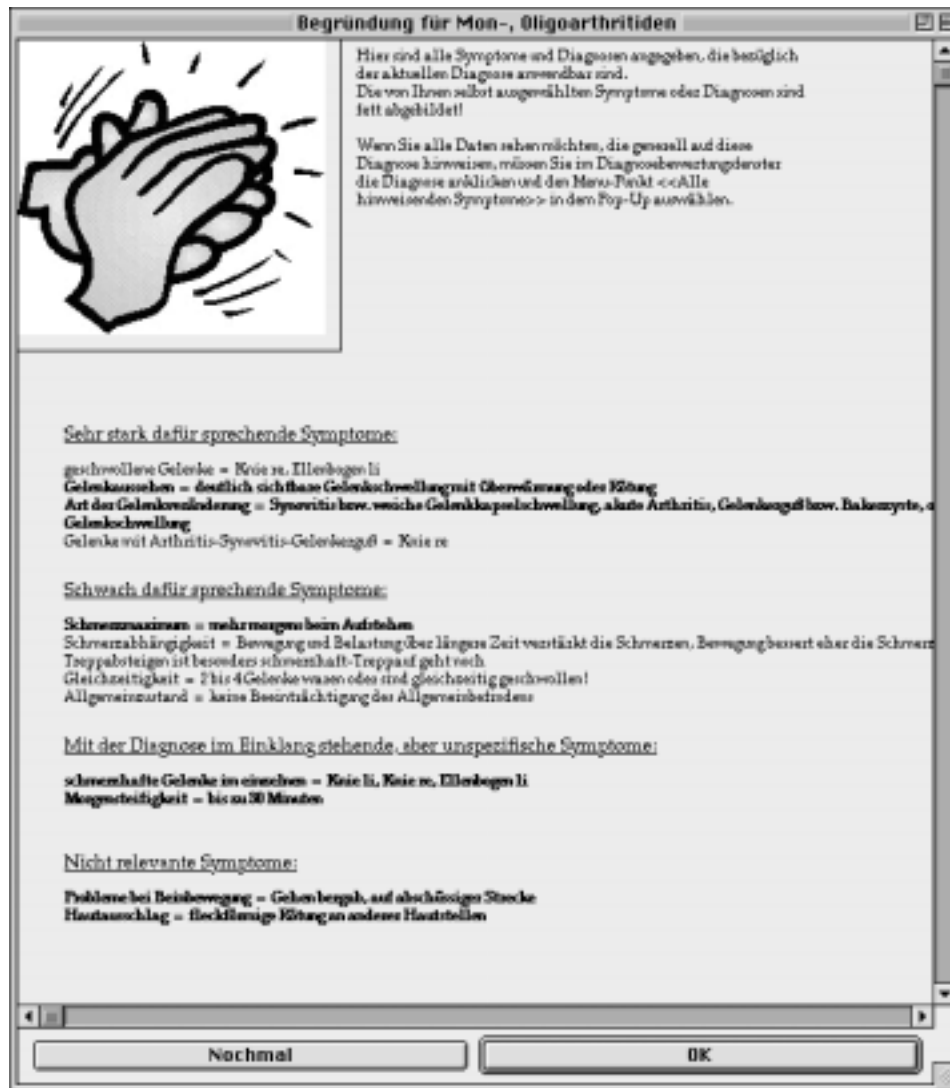 Begründung für Mon-, Oligoarthritiden
Hier sind alle Symptome und Diagnosen angegeben, die bezüglich
der aktuellen Diagnose anwendbar sind.
Die von Ihnen selbst ausgewählten Symptome oder Diagnosen sind
fett abgebildet!
Wenn Sie alle Daten sehen möchten, die generell auf diese
Diagnose hinweisen, müssen Sie im Diagnosebewertungsfenster
die Diagnose anklicken und den Menu-Punkt <<Alle
hinweisenden Symptome>> in dem Pop-Up auswählen.
Sehr stark dafür sprechende Symptome:
geschwollene Gelenke = Knie re, Ellenbogen li
Gelenkaussehen = deutlich sichtbare Gelenkschwellung mit Überwärmung oder Rötung
Art der Gelenkveränderung = Synovitis bzw. weiche Gelenkkapselschwellung, akute Arthritis, Gelenkerguß bzw. Bakerzyste, o
Gelenkschwellung
Gelenke mit Arthritis-Synovitis-Gelenkerguß = Knie re
Schwach dafür sprechende Symptome:
Schmerzmaximum = mehr morgens beim Aufstehen
Schmerzabhängigkeit = Bewegung und Belastung über längere Zeit verstärkt die Schmerzen, Bewegung bessert eher die Schmerz
Treppabsteigen ist besonders schmerzhaft-Treppauf geht noch
Gleichzeitigkeit = 2 bis 4 Gelenke waren oder sind gleichzeitig geschwollen!
Allgemeinzustand = keine Beeinträchtigung des Allgemeinbefindens
Mit der Diagnose im Einklang stehende, aber unspezifische Symptome:
schmerzhafte Gelenke im einzelnen = Knie li, Knie re, Ellenbogen li
Morgensteifigkeit = bis zu 30 Minuten
Nicht relevante Symptome:
Probleme bei Beinbewegung = Gehen bergab, auf abschüssiger Strecke
Hautausschlag = fleckförmige Rötung an anderen Hautstellen
Nochmal
OK